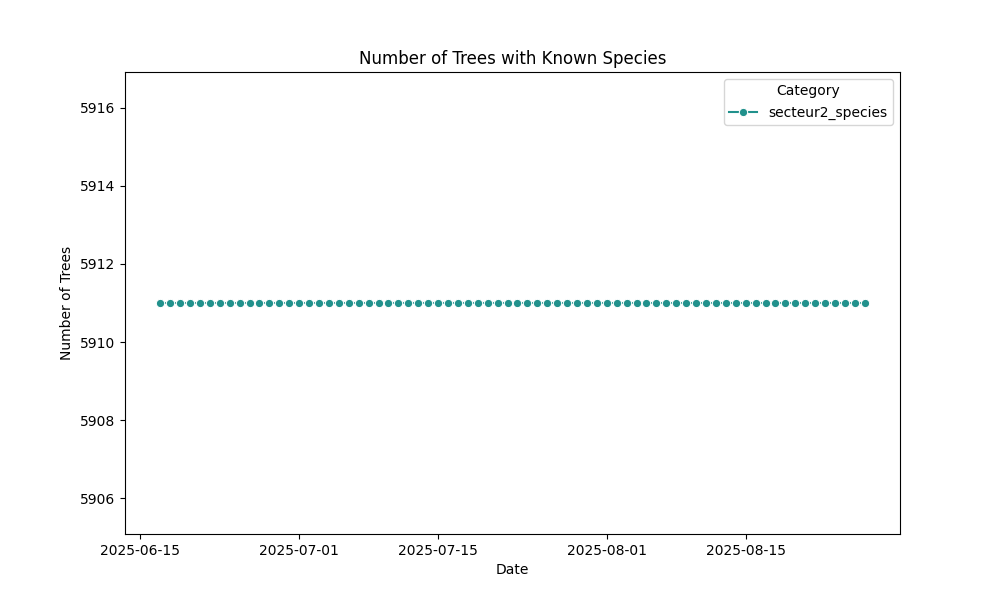 Number of Trees with Known Species
Category
secteur2_species
5916
5914
5912
5910
5908
5906
Number of Trees
2025-06-15
2025-07-01
2025-07-15
2025-08-01
2025-08-15
Date